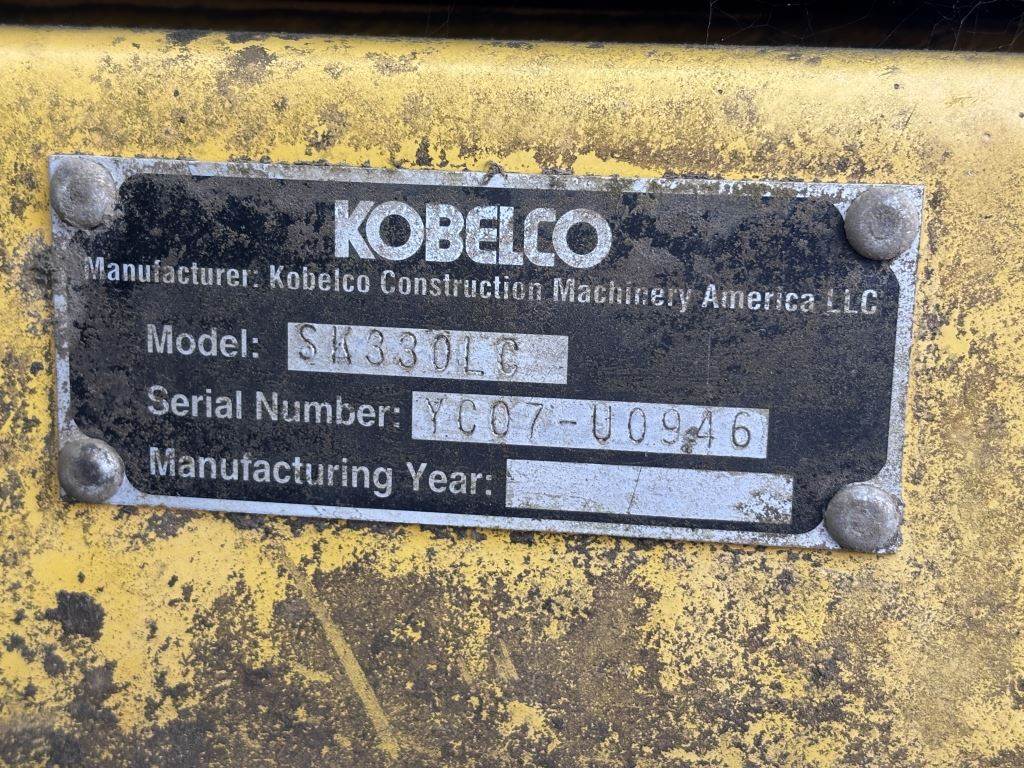 KOBELCO
Manufacturer: Kobelco Construction Machinery America LLC
Model: SK330LC
Serial Number: YC07-U0946
Manufacturing Year: